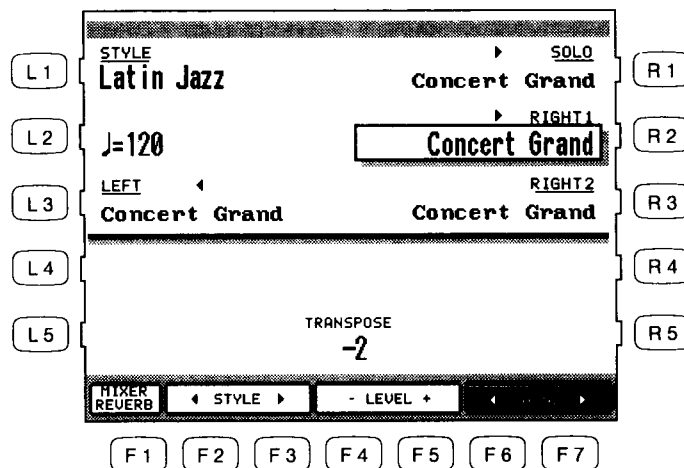 STYLE ▶ SOLO
L1 Latin Jazz Concert Grand R1
▶ RIGHT1
L2 ♩=120 Concert Grand R2
LEFT ◀ RIGHT2
L3 Concert Grand Concert Grand R3
L4 R4
TRANSPOSE
L5 -2 R5
MIXER
REVERB ◀ STYLE ▶ - LEVEL + ◀ ▶
F1 F2 F3 F4 F5 F6 F7